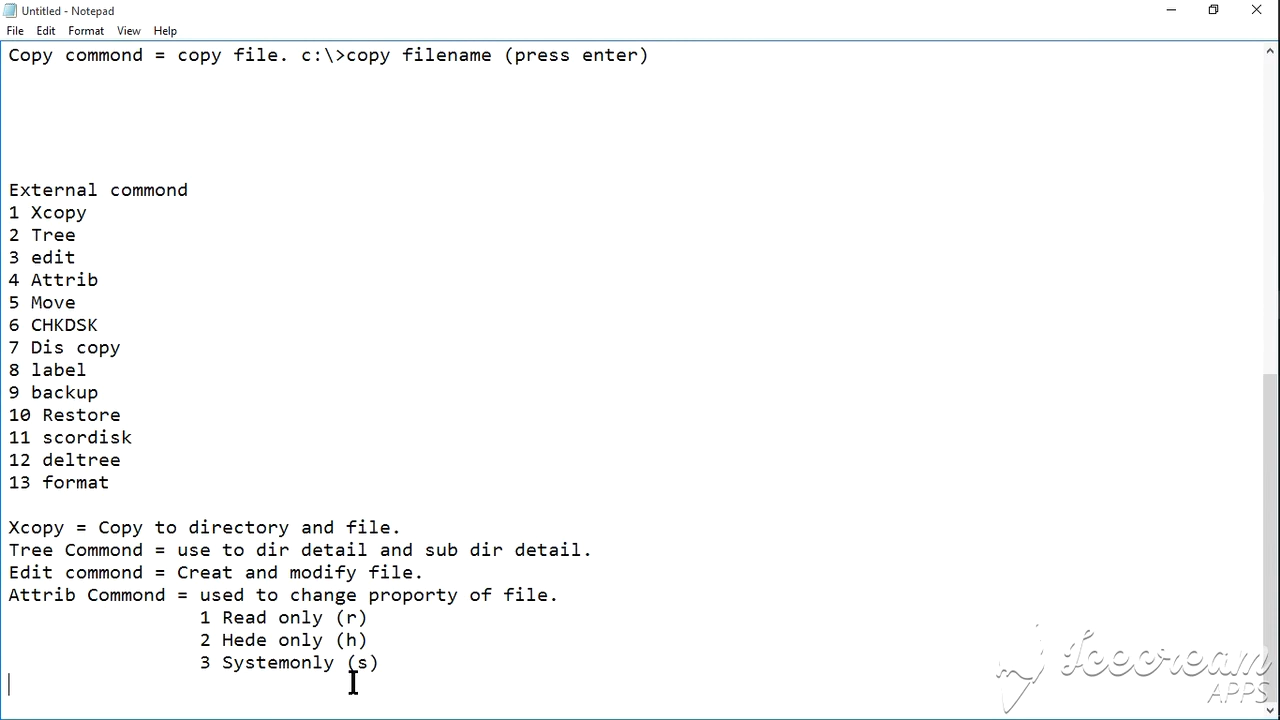 Untitled - Notepad
File Edit Format View Help
Copy commond = copy file. c:\>copy filename (press enter)
External commond
1 Xcopy
2 Tree
3 edit
4 Attrib
5 Move
6 CHKDSK
7 Dis copy
8 label
9 backup
10 Restore
11 scordisk
12 deltree
13 format
Xcopy = Copy to directory and file.
Tree Commond = use to dir detail and sub dir detail.
Edit commond = Creat and modify file.
Attrib Commond = used to change proporty of file.
1 Read only (r)
2 Hede only (h)
3 Systemonly (s)
Icecream
APPS